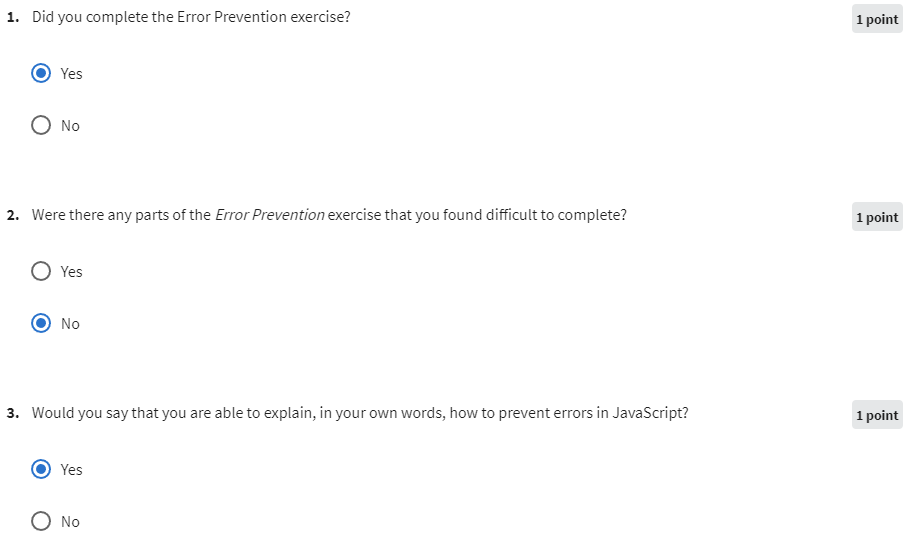 1. Did you complete the Error Prevention exercise?
1 point
Yes
No
2. Were there any parts of the Error Prevention exercise that you found difficult to complete?
1 point
Yes
No
3. Would you say that you are able to explain, in your own words, how to prevent errors in JavaScript?
1 point
Yes
No